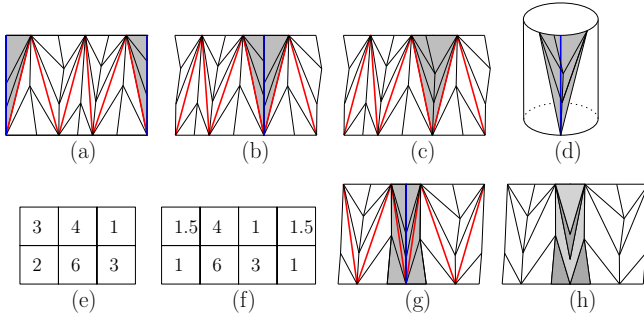 (a) (b) (c) (d)
3 4 1 1.5 4 1 1.5
2 6 3 1 6 3 1
(e) (f) (g) (h)